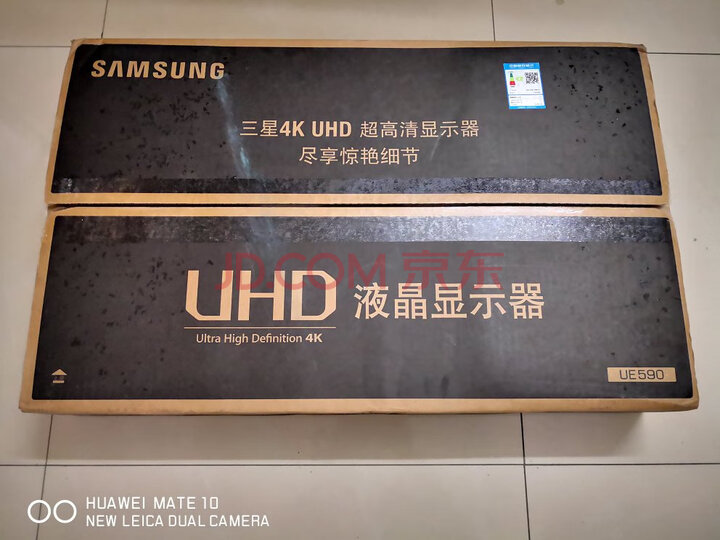 SAMSUNG
三星4K UHD 超高清显示器
尽享惊艳细节
JD.COM 京东
UHD 液晶显示器
Ultra High Definition 4K
UE590
HUAWEI MATE 10
NEW LEICA DUAL CAMERA